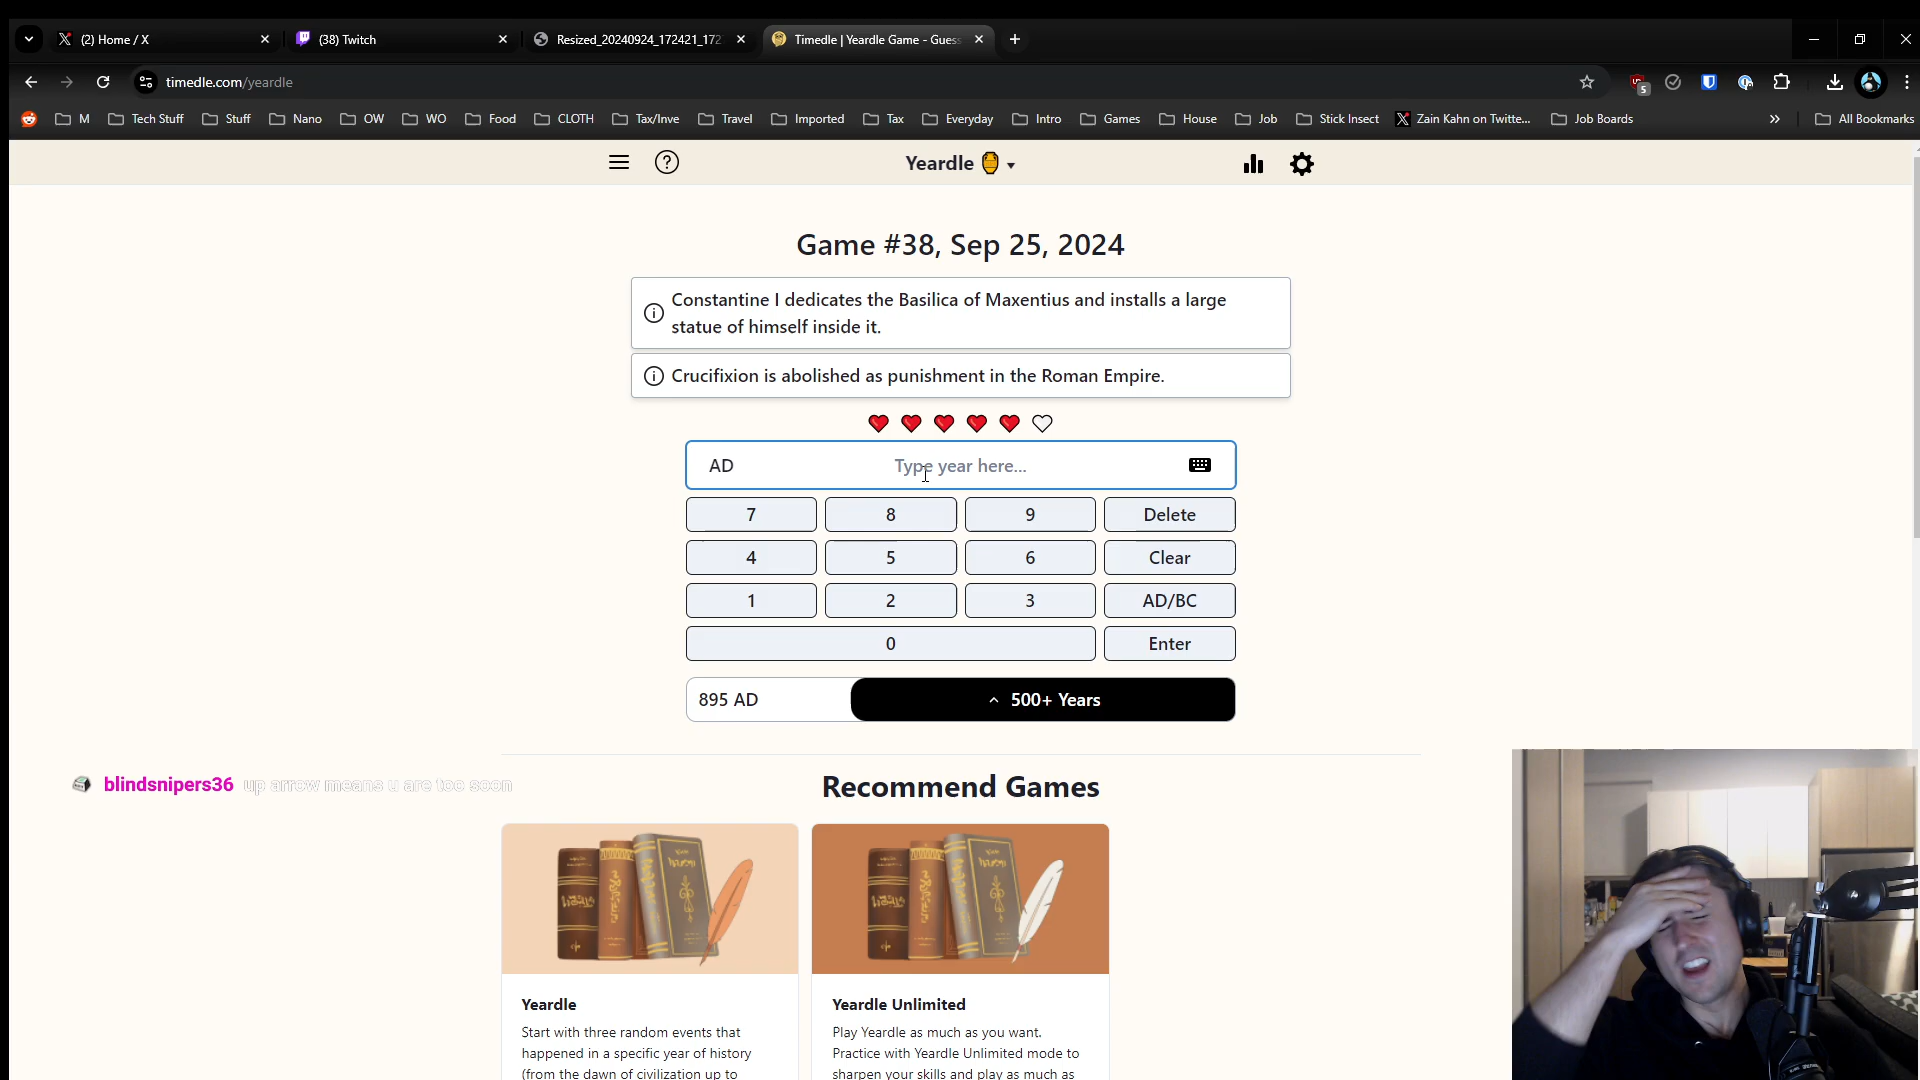 (2) Home / X
(38) Twitch
Resized_20240924_172421_172
Timedle | Yeardle Game - Guess
timedle.com/yeardle
5
M
Tech Stuff
Stuff
Nano
OW
WO
Food
CLOTH
Tax/Inve
Travel
Imported
Tax
Everyday
Intro
Games
House
Job
Stick Insect
Zain Kahn on Twitte...
Job Boards
All Bookmarks
Yeardle
Game #38, Sep 25, 2024
Constantine I dedicates the Basilica of Maxentius and installs a large
statue of himself inside it.
Crucifixion is abolished as punishment in the Roman Empire.
AD Type year here...
7 8 9 Delete
4 5 6 Clear
1 2 3 AD/BC
0 Enter
895 AD 500+ Years
blindsnipers36 up arrow means u are too soon
Recommend Games
Yeardle
Start with three random events that
happened in a specific year of history
(from the dawn of civilization up to
Yeardle Unlimited
Play Yeardle as much as you want.
Practice with Yeardle Unlimited mode to
sharpen your skills and play as much as